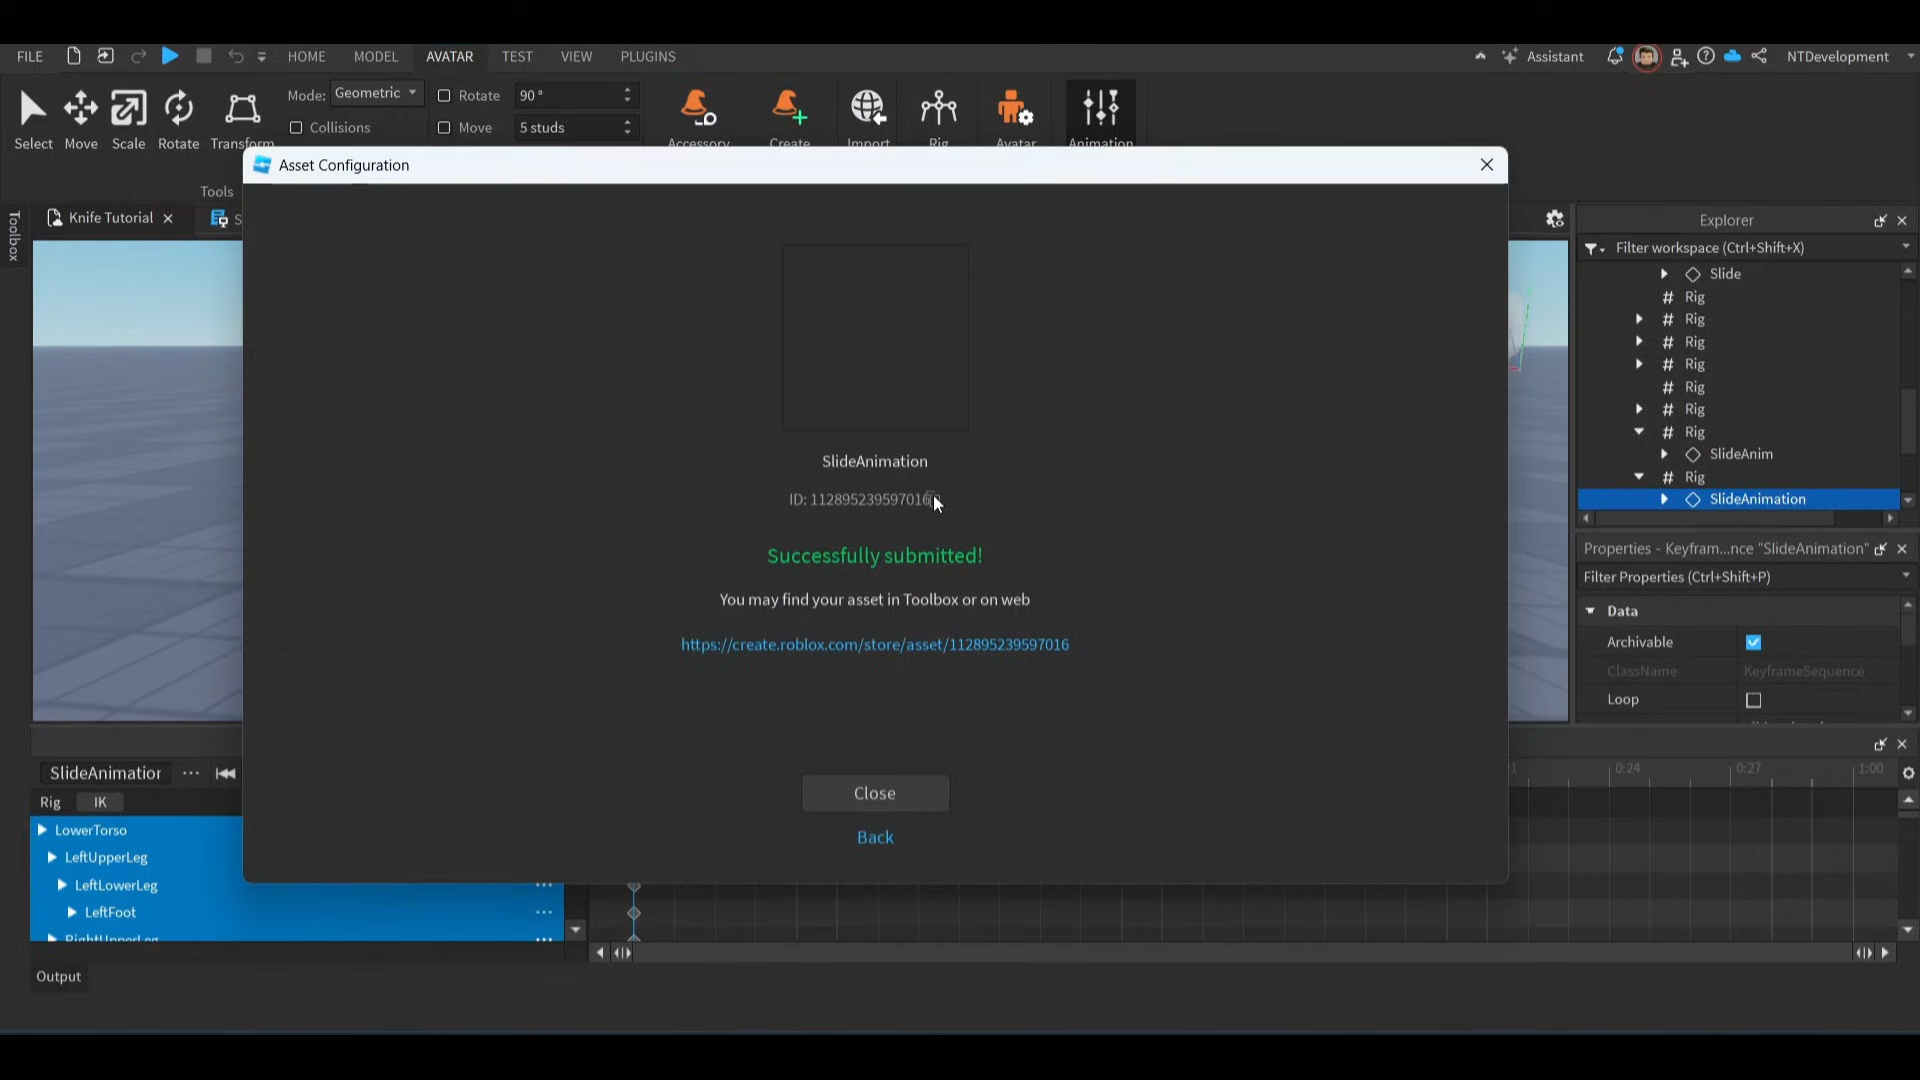 FILE HOME MODEL AVATAR TEST VIEW PLUGINS Assistant NTDevelopment
Mode: Geometric Rotate 90 °
Collisions Move 5 studs
Select Move Scale Rotate Transform Accessory Create Import Rig Avatar Animation
Tools
Asset Configuration
Toolbox
Knife Tutorial S
SlideAnimation
ID: 112895239597016
Successfully submitted!
You may find your asset in Toolbox or on web
https://create.roblox.com/store/asset/112895239597016
Close
Back
Explorer
Filter workspace (Ctrl+Shift+X)
Slide
Rig
Rig
Rig
Rig
Rig
Rig
Rig
SlideAnim
Rig
SlideAnimation
Properties - Keyfram...nce "SlideAnimation"
Filter Properties (Ctrl+Shift+P)
Data
Archivable
ClassName KeyframeSequence
Loop
SlideAnimation
0:24 0:27 1:00
Rig IK
LowerTorso
LeftUpperLeg
LeftLowerLeg
LeftFoot
RightUpperLeg
Output